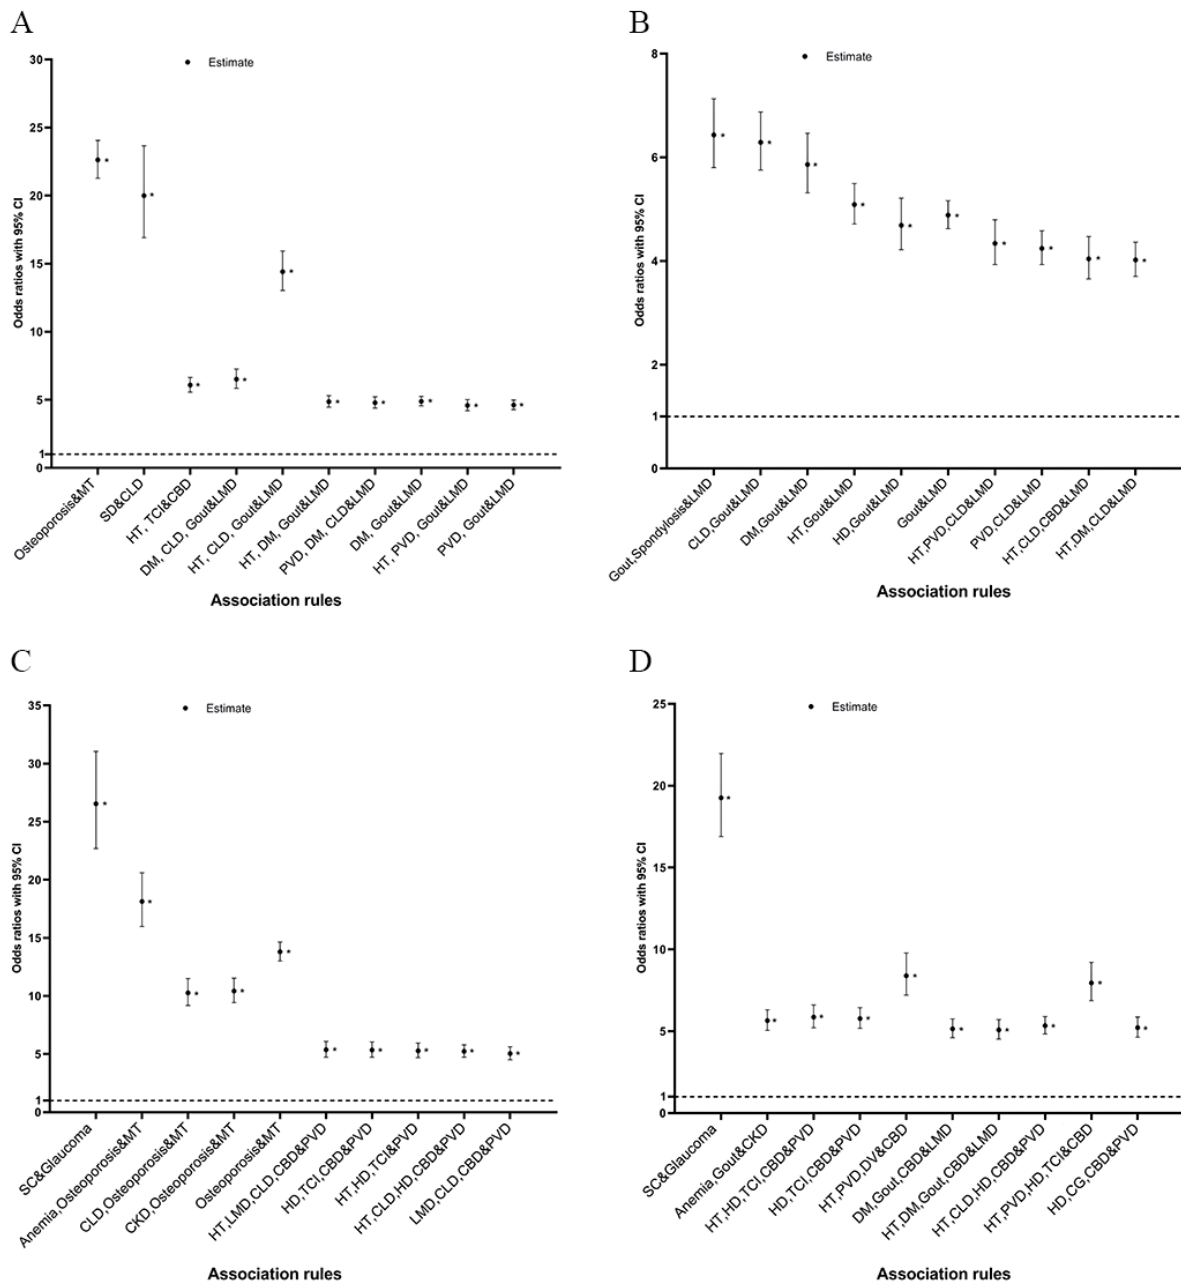 A
Estimate
Odds ratios with 95% CI
30
25
20
15
10
5
1
0
* * * * * * * * * *
Osteoporosis&MT
SD&CLD
HT, TCI&CBD
DM, CLD, Gout&LMD
HT, CLD, Gout&LMD
HT, DM, Gout&LMD
PVD, DM, CLD&LMD
DM, Gout&LMD
HT, PVD, Gout&LMD
PVD, Gout&LMD
Association rules
B
Estimate
Odds ratios with 95% CI
8
6
4
2
1
0
* * * * * * * * * *
Gout,Spondylosis&LMD
CLD,Gout&LMD
DM,Gout&LMD
HT,Gout&LMD
HD,Gout&LMD
Gout&LMD
HT,PVD,CLD&LMD
PVD,CLD&LMD
HT,CLD,CBD&LMD
HT,DM,CLD&LMD
Association rules
C
Estimate
Odds ratios with 95% CI
35
30
25
20
15
10
5
1
0
* * * * * * * * * *
SC&Glaucoma
Anemia,Osteoporosis&MT
CLD,Osteoporosis&MT
CKD,Osteoporosis&MT
Osteoporosis&MT
HT,LMD,CLD,CBD&PVD
HD,TCI,CBD&PVD
HT,HD,TCI&PVD
HT,CLD,HD,CBD&PVD
LMD,CLD,CBD&PVD
Association rules
D
Estimate
Odds ratios with 95% CI
25
20
15
10
5
1
0
* * * * * * * * * *
SC&Glaucoma
Anemia,Gout&CKD
HT,HD,TCI,CBD&PVD
HD,TCI,CBD&PVD
HT,PVD,DV&CBD
DM,Gout,CBD&LMD
HT,DM,Gout,CBD&LMD
HT,CLD,HD,CBD&PVD
HT,PVD,HD,TCI&CBD
HD,CG,CBD&PVD
Association rules